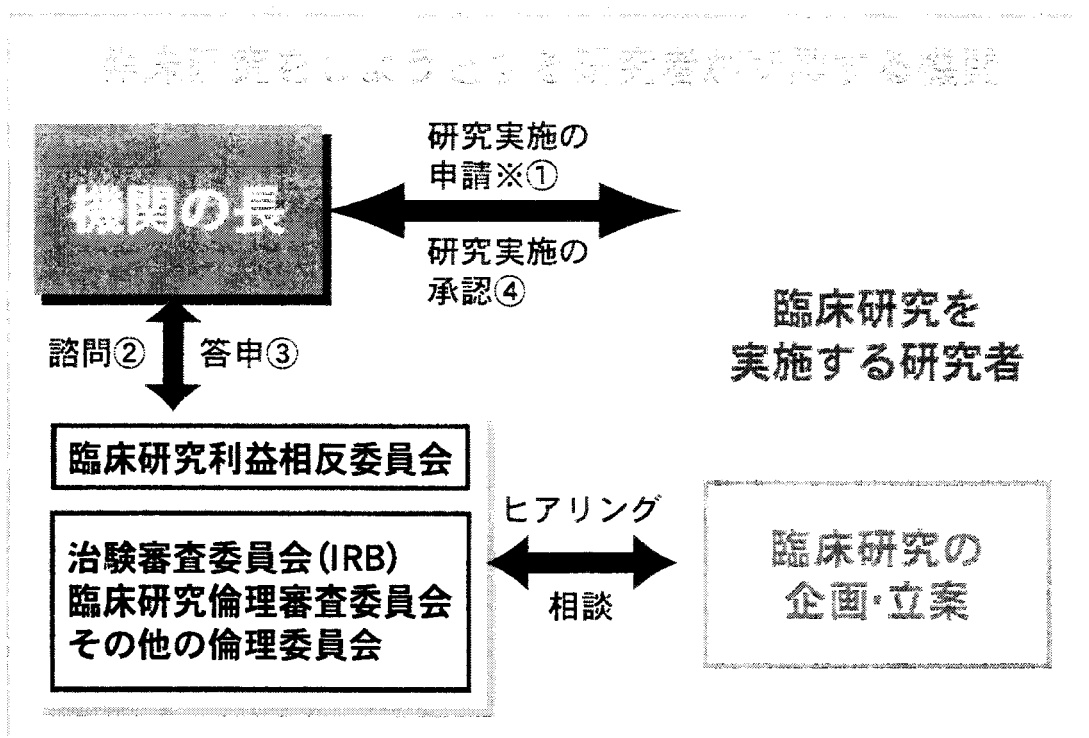 研究実施の
申請※①
機関の長
研究実施の
承認④
臨床研究を
実施する研究者
諮問②
答申③
臨床研究利益相反委員会
ヒアリング
相談
治験審査委員会(IRB)
臨床研究倫理審査委員会
その他の倫理委員会
臨床研究の
企画・立案